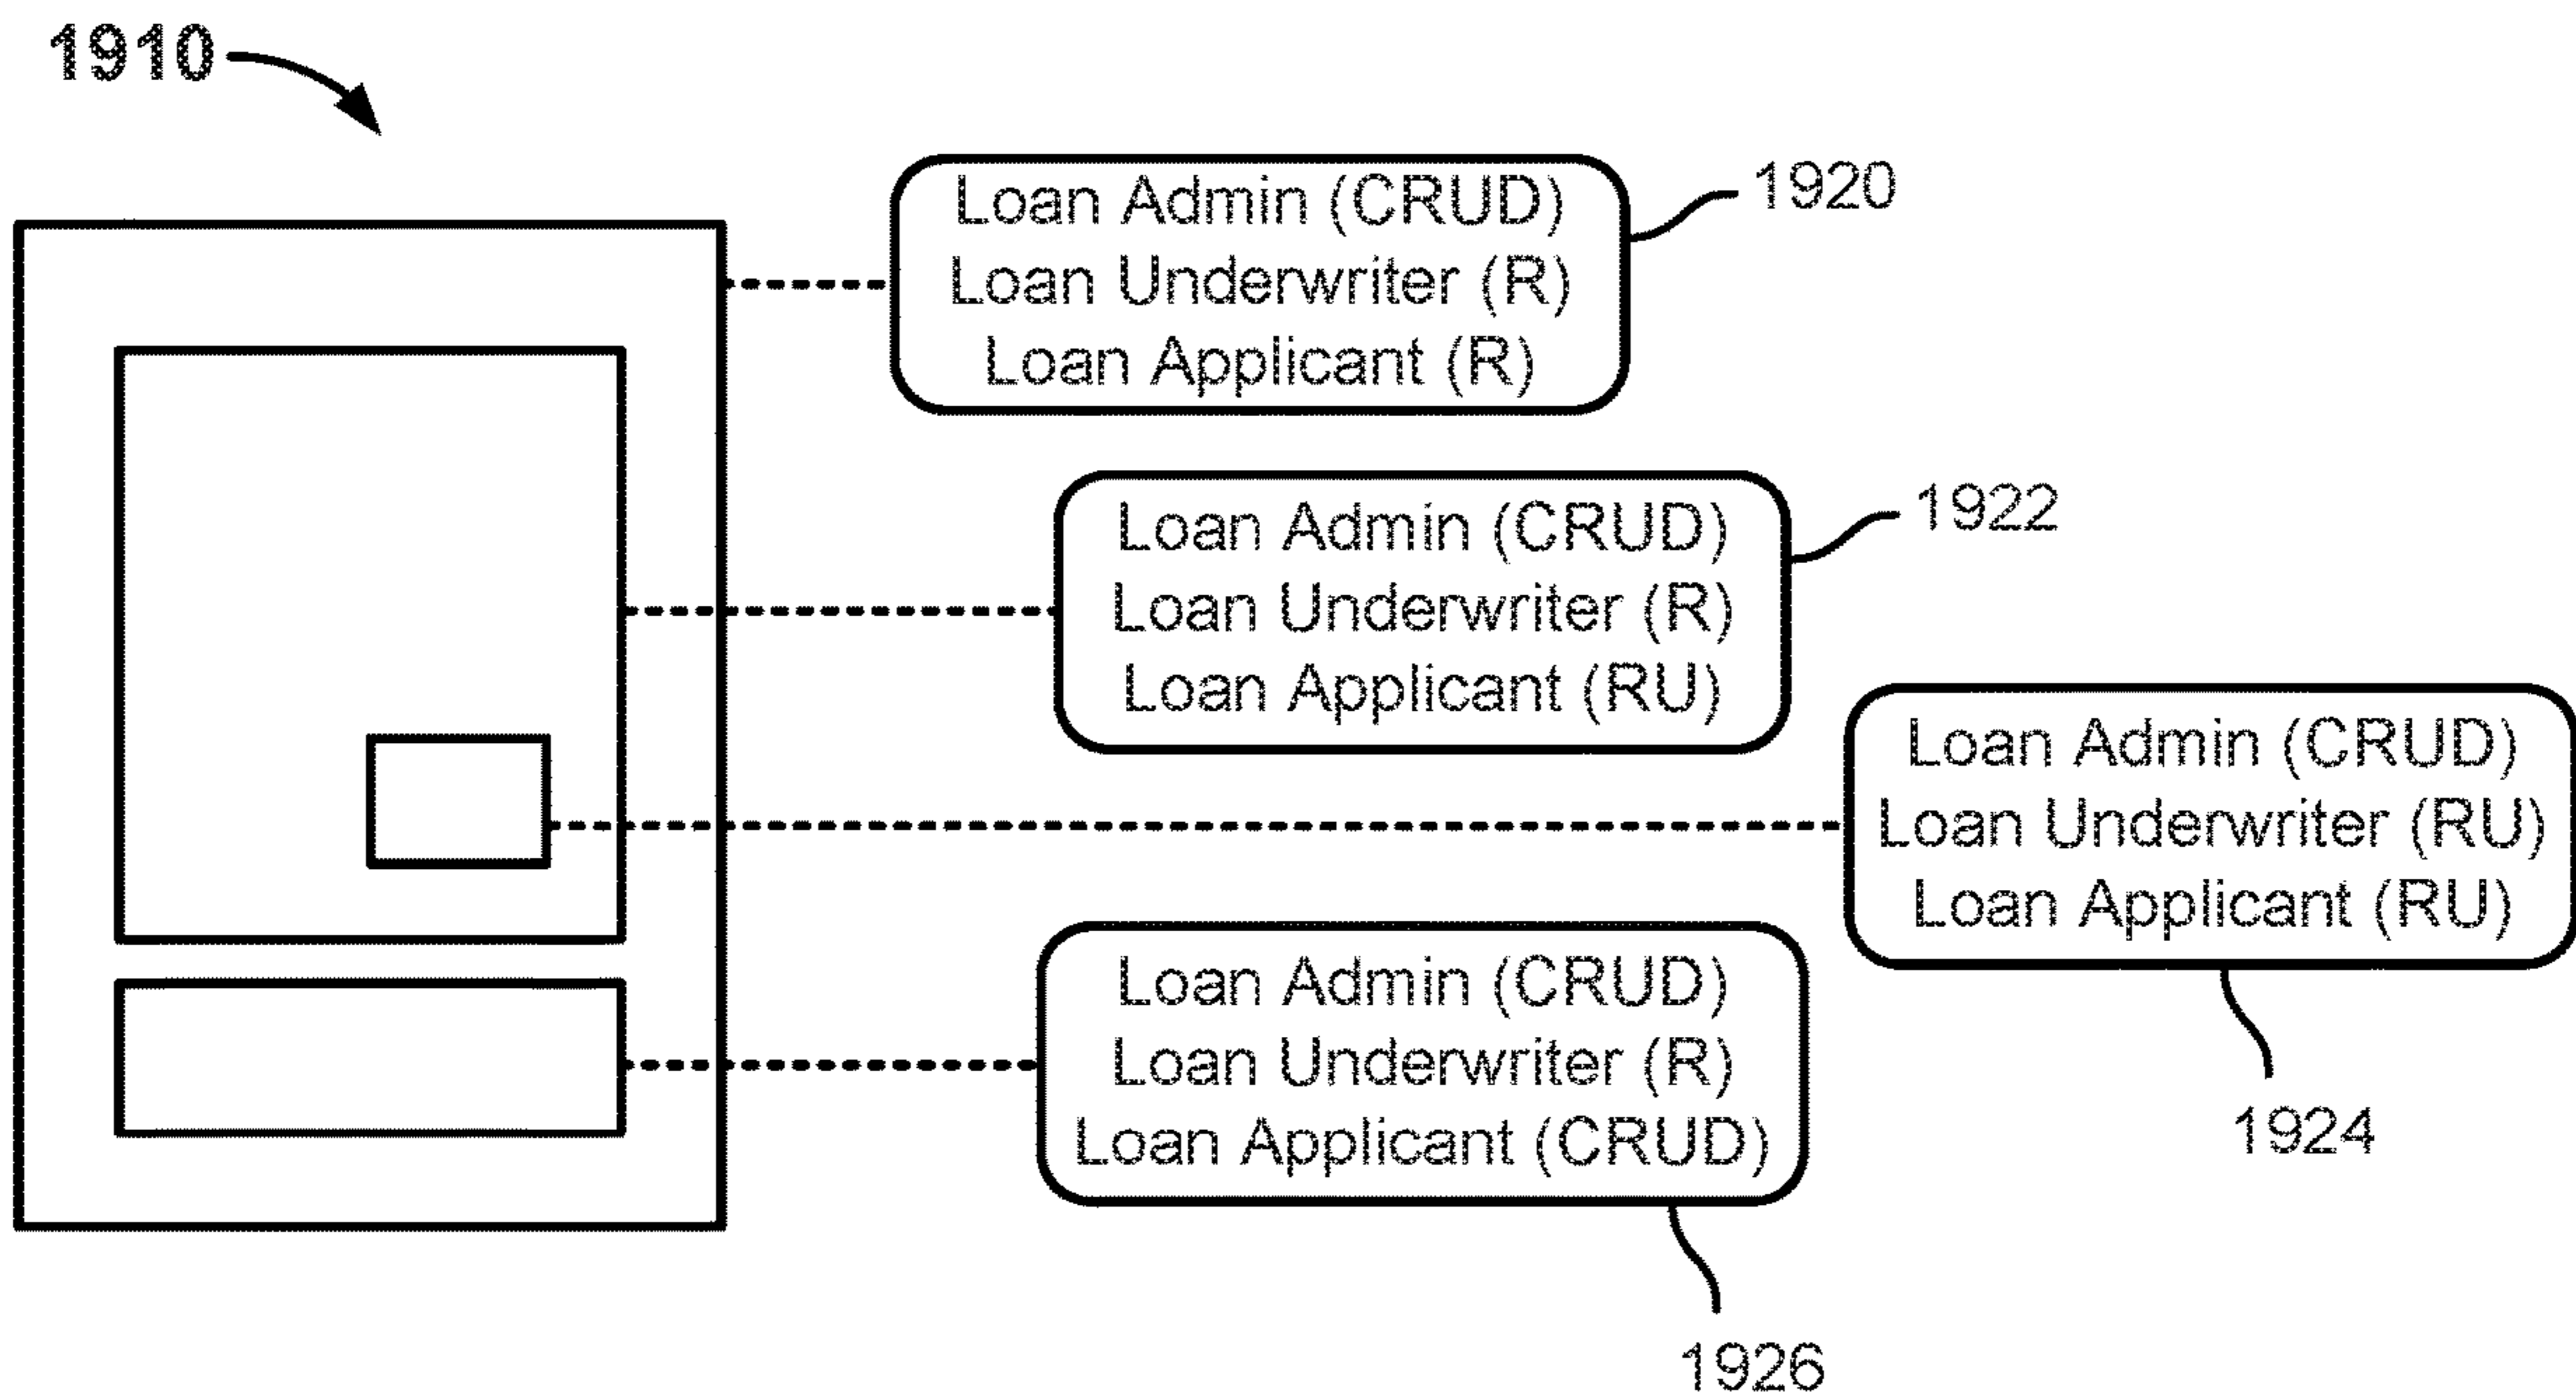 1910
Loan Admin (CRUD)
Loan Underwriter (R)
Loan Applicant (R)
1920
Loan Admin (CRUD)
Loan Underwriter (R)
Loan Applicant (RU)
1922
Loan Admin (CRUD)
Loan Underwriter (RU)
Loan Applicant (RU)
1924
Loan Admin (CRUD)
Loan Underwriter (R)
Loan Applicant (CRUD)
1926